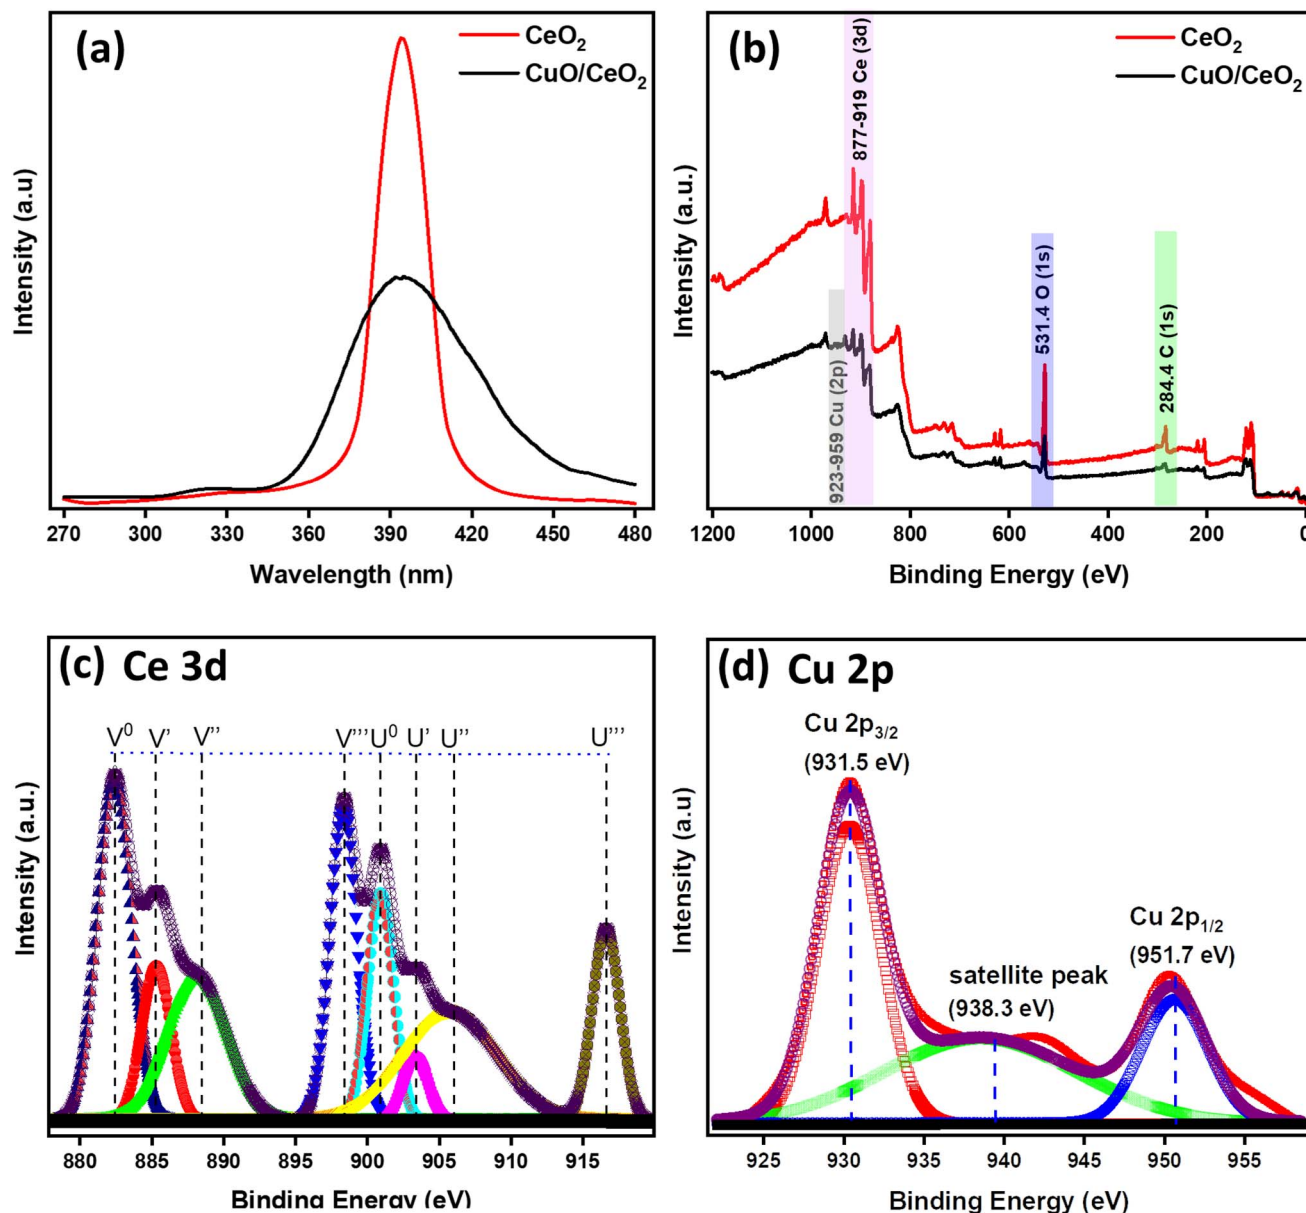 (a)
CeO₂
CuO/CeO₂
Intensity (a.u)
270 300 330 360 390 420 450 480
Wavelength (nm)
(b)
CeO₂
CuO/CeO₂
877-919 Ce (3d)
923-959 Cu (2p)
531.4 O (1s)
284.4 C (1s)
Intensity (a.u.)
1200 1000 800 600 400 200 0
Binding Energy (eV)
(c) Ce 3d
V⁰ V' V'' V''' U⁰ U' U'' U'''
Intensity (a.u.)
880 885 890 895 900 905 910 915
Binding Energy (eV)
(d) Cu 2p
Cu 2p₃/₂
(931.5 eV)
satellite peak
(938.3 eV)
Cu 2p₁/₂
(951.7 eV)
Intensity (a.u)
925 930 935 940 945 950 955
Binding Energy (eV)